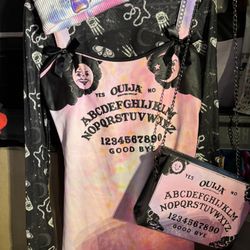 YES OUIJA NO
ABCDEFGHIJKLM
NOPQRSTUVWXYZ
1234567890
GOOD BYE
YES OUIJA NO
ABCDEFGHIJKLM
NOPQRSTUVWXYZ
1234567890
GOOD BYE